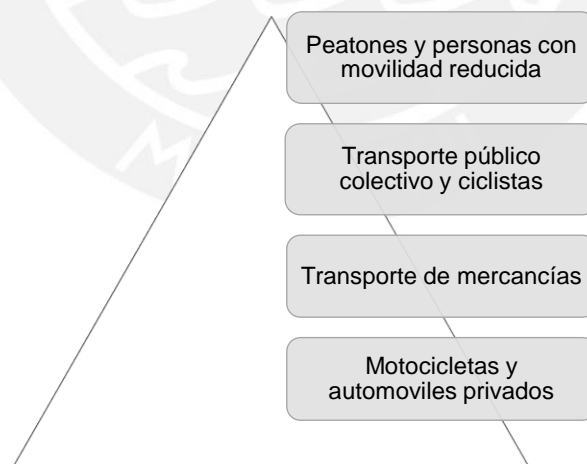 Peatones y personas con
movilidad reducida
Transporte público
colectivo y ciclistas
Transporte de mercancías
Motocicletas y
automoviles privados